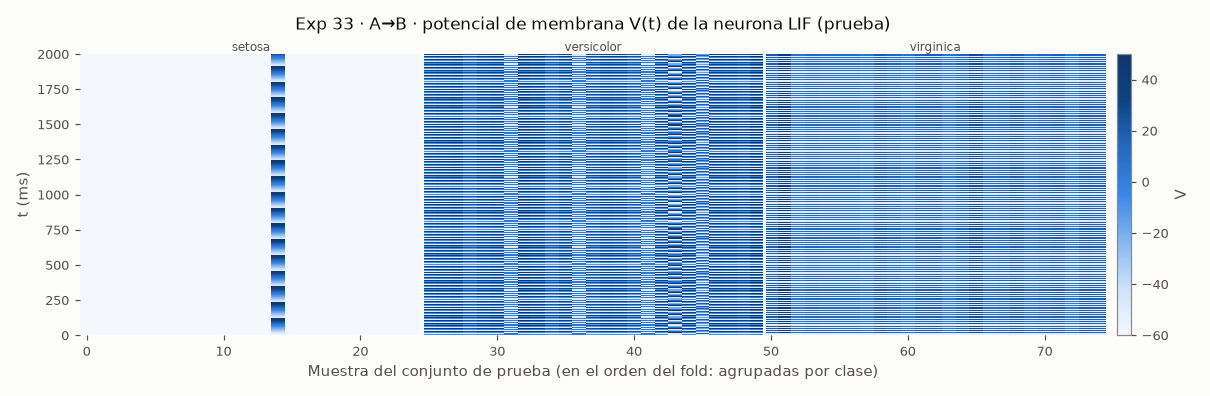 Exp 33 · A→B · potencial de membrana V(t) de la neurona LIF (prueba)
setosa versicolor virginica
2000
1750
1500
1250
1000
750
500
250
0
t (ms)
0 10 20 30 40 50 60 70
Muestra del conjunto de prueba (en el orden del fold: agrupadas por clase)
40
20
0
−20
−40
−60
V